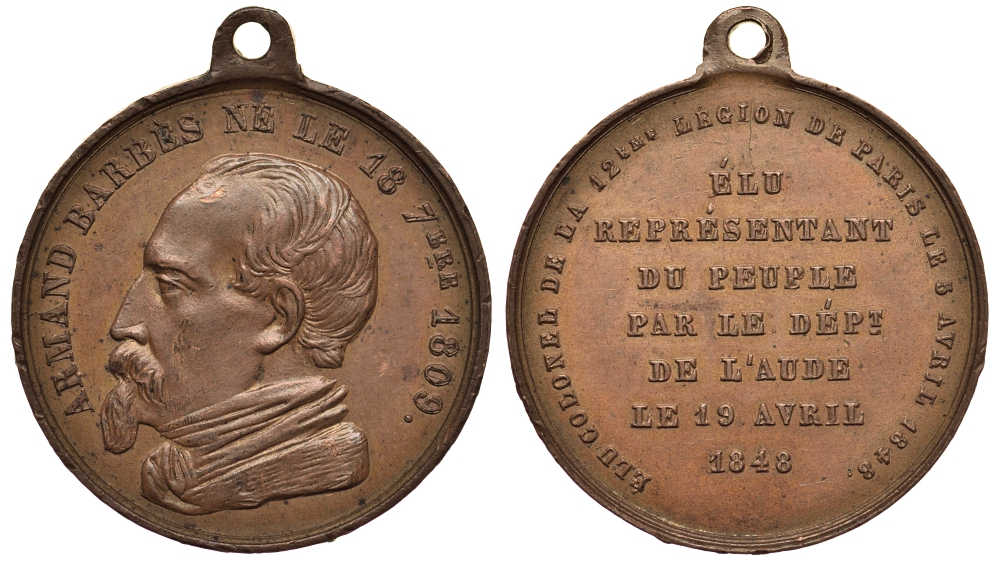 ARMAND BARBÈS NÉ LE 18 7BRE 1809.
ÉLU COLONEL DE LA 12ÈME LÉGION DE PARIS LE 5 AVRIL 1848.
ÉLU
REPRÉSENTANT
DU PEUPLE
PAR LE DÉPT
DE L'AUDE
LE 19 AVRIL
1848